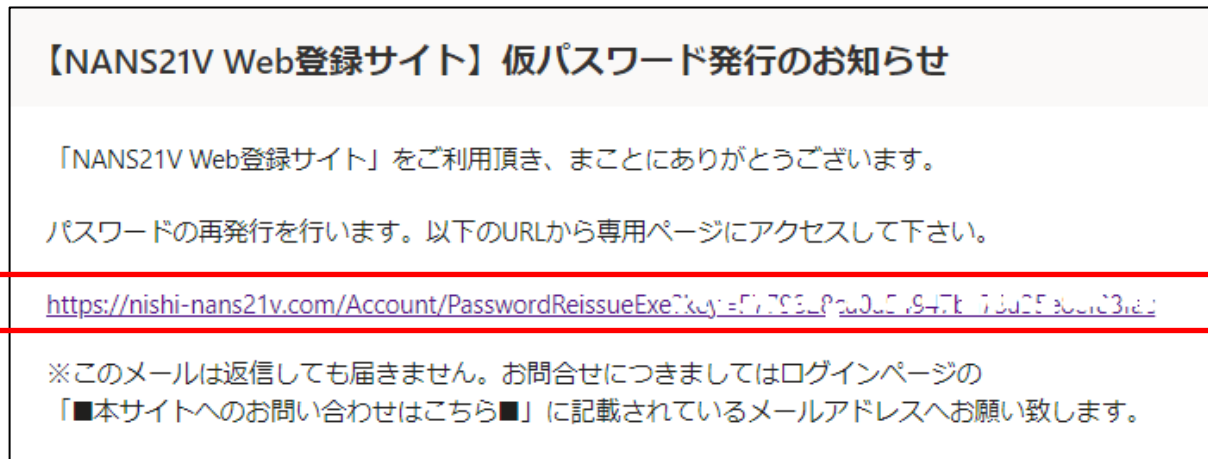 【NANS21V Web登録サイト】仮パスワード発行のお知らせ
「NANS21V Web登録サイト」をご利用頂き、まことにありがとうございます。
パスワードの再発行を行います。以下のURLから専用ページにアクセスして下さい。
https://nishi-nans21v.com/Account/PasswordReissueExe
※このメールは返信しても届きません。お問合せにつきましてはログインページの
「■本サイトへのお問い合わせはこちら■」に記載されているメールアドレスへお願い致します。